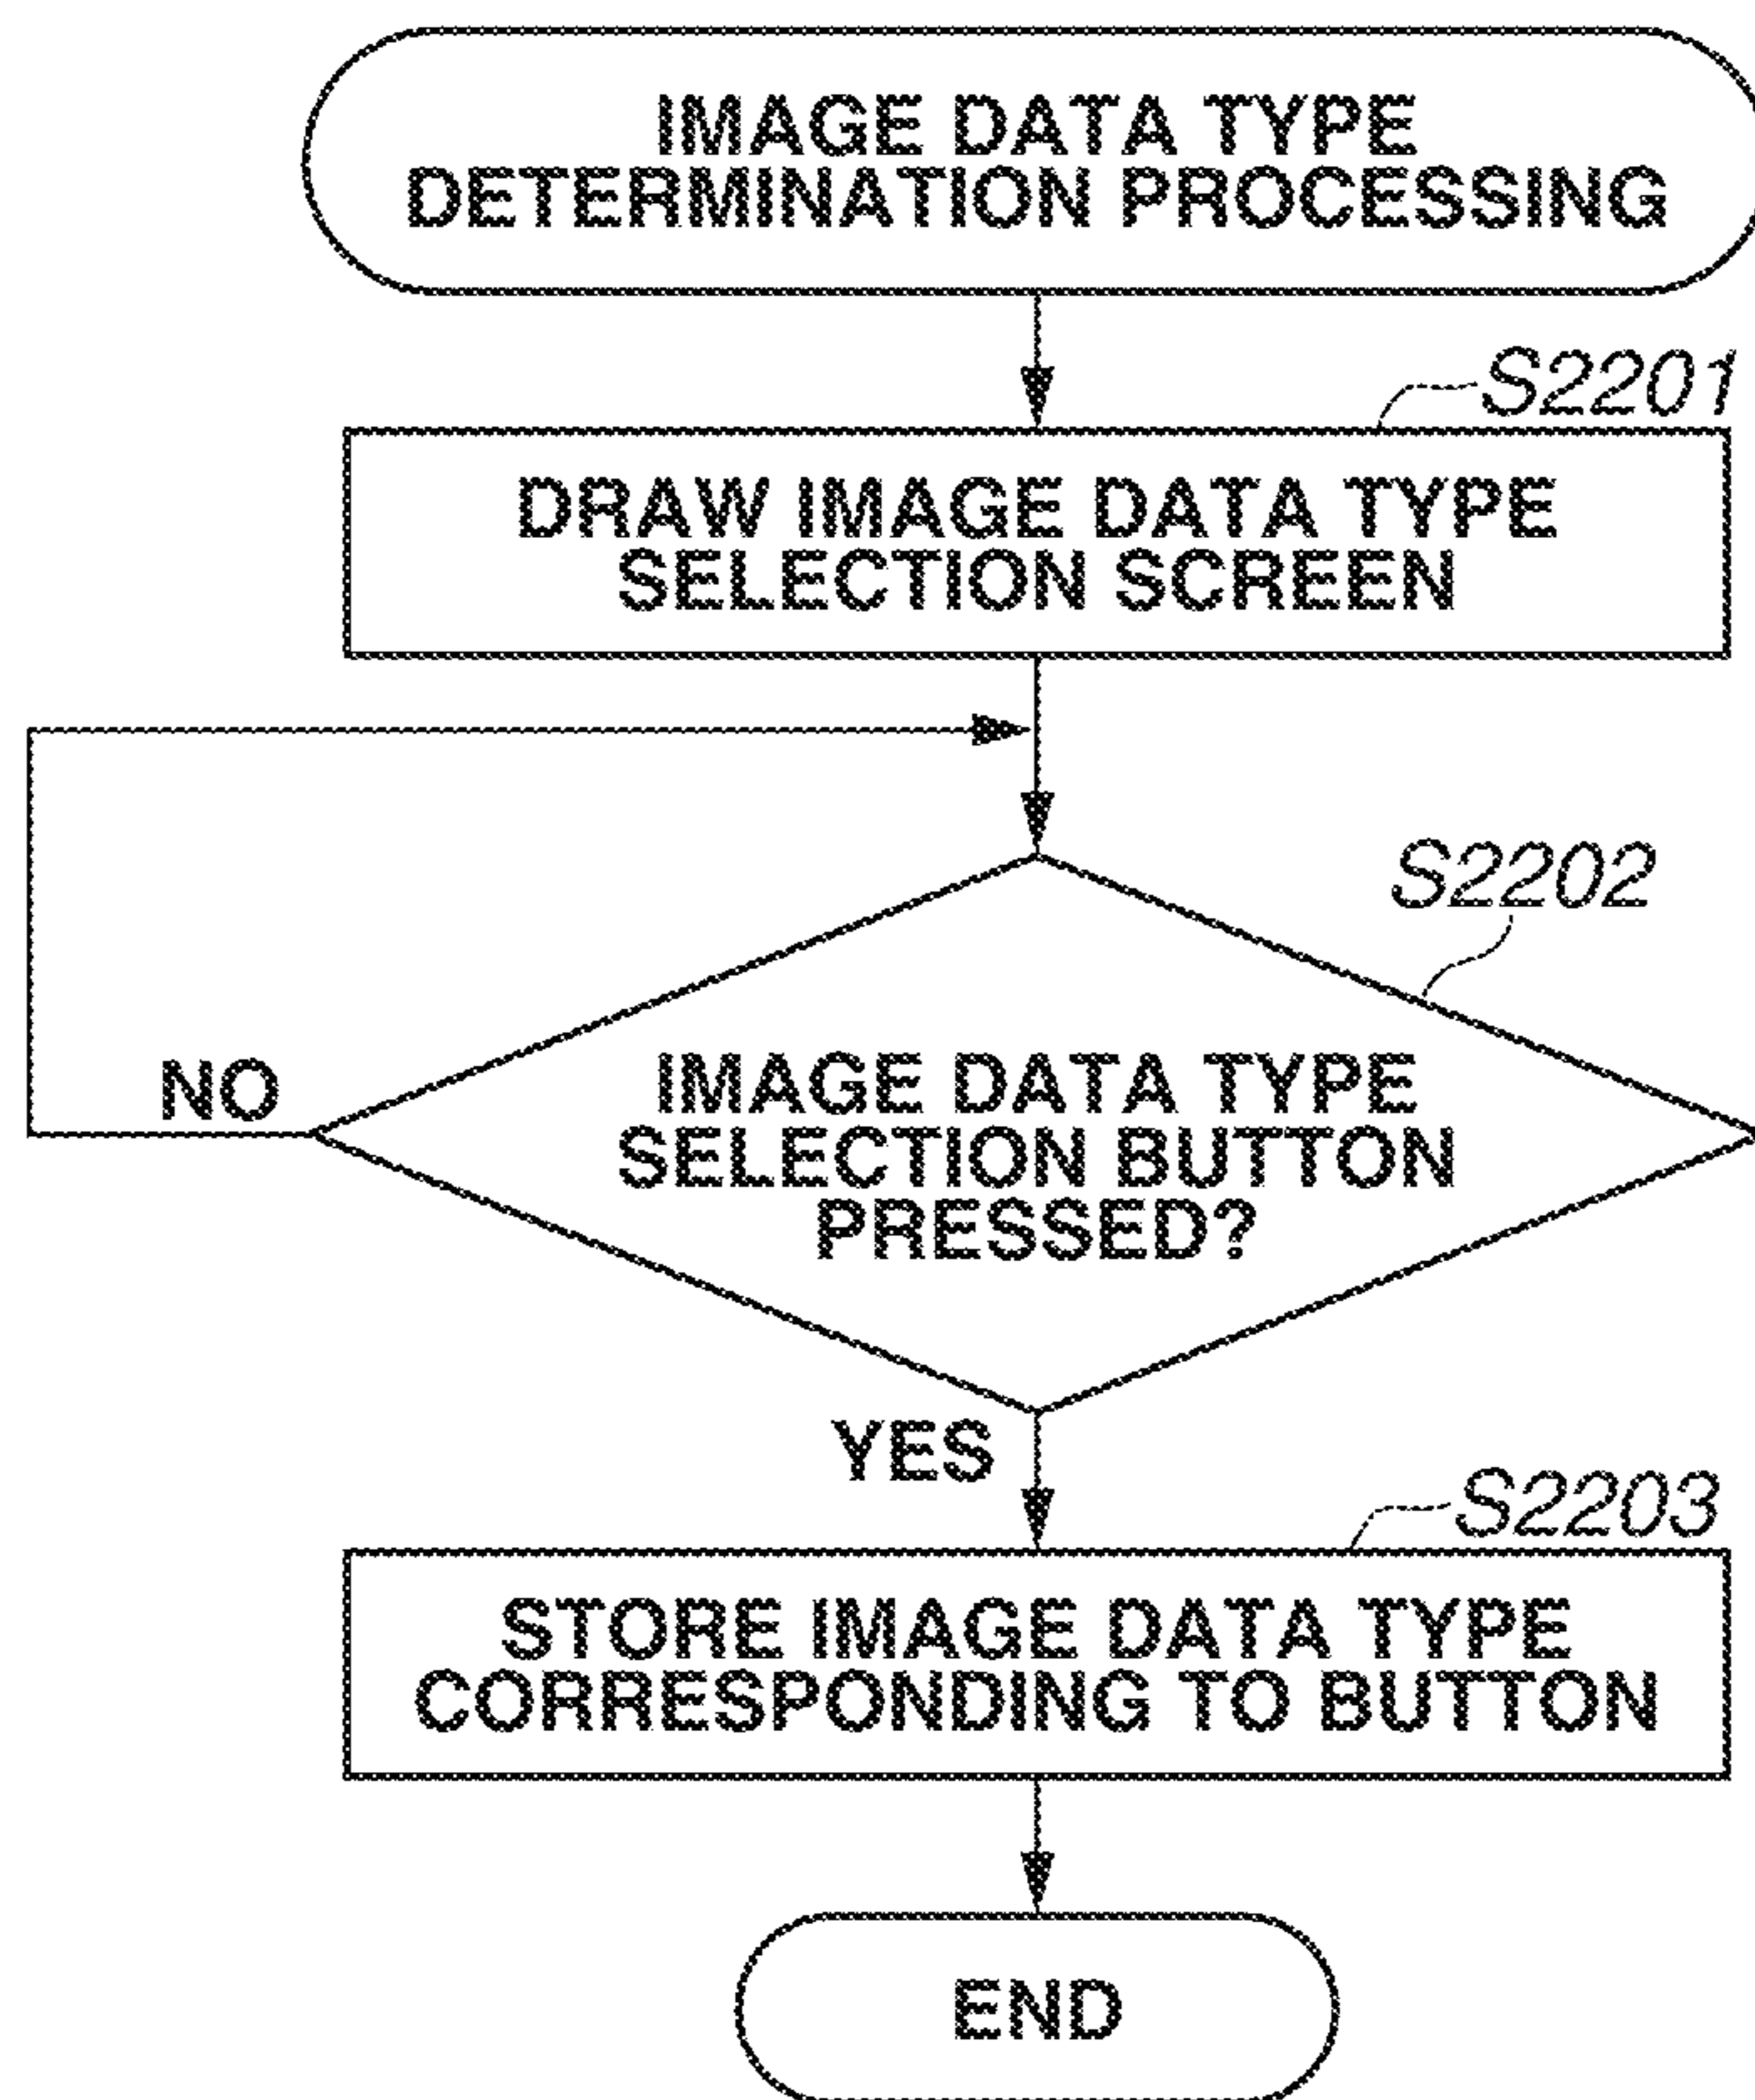 IMAGE DATA TYPE
DETERMINATION PROCESSING
S2201
DRAW IMAGE DATA TYPE
SELECTION SCREEN
S2202
IMAGE DATA TYPE
SELECTION BUTTON
PRESSED?
NO
YES
S2203
STORE IMAGE DATA TYPE
CORRESPONDING TO BUTTON
END